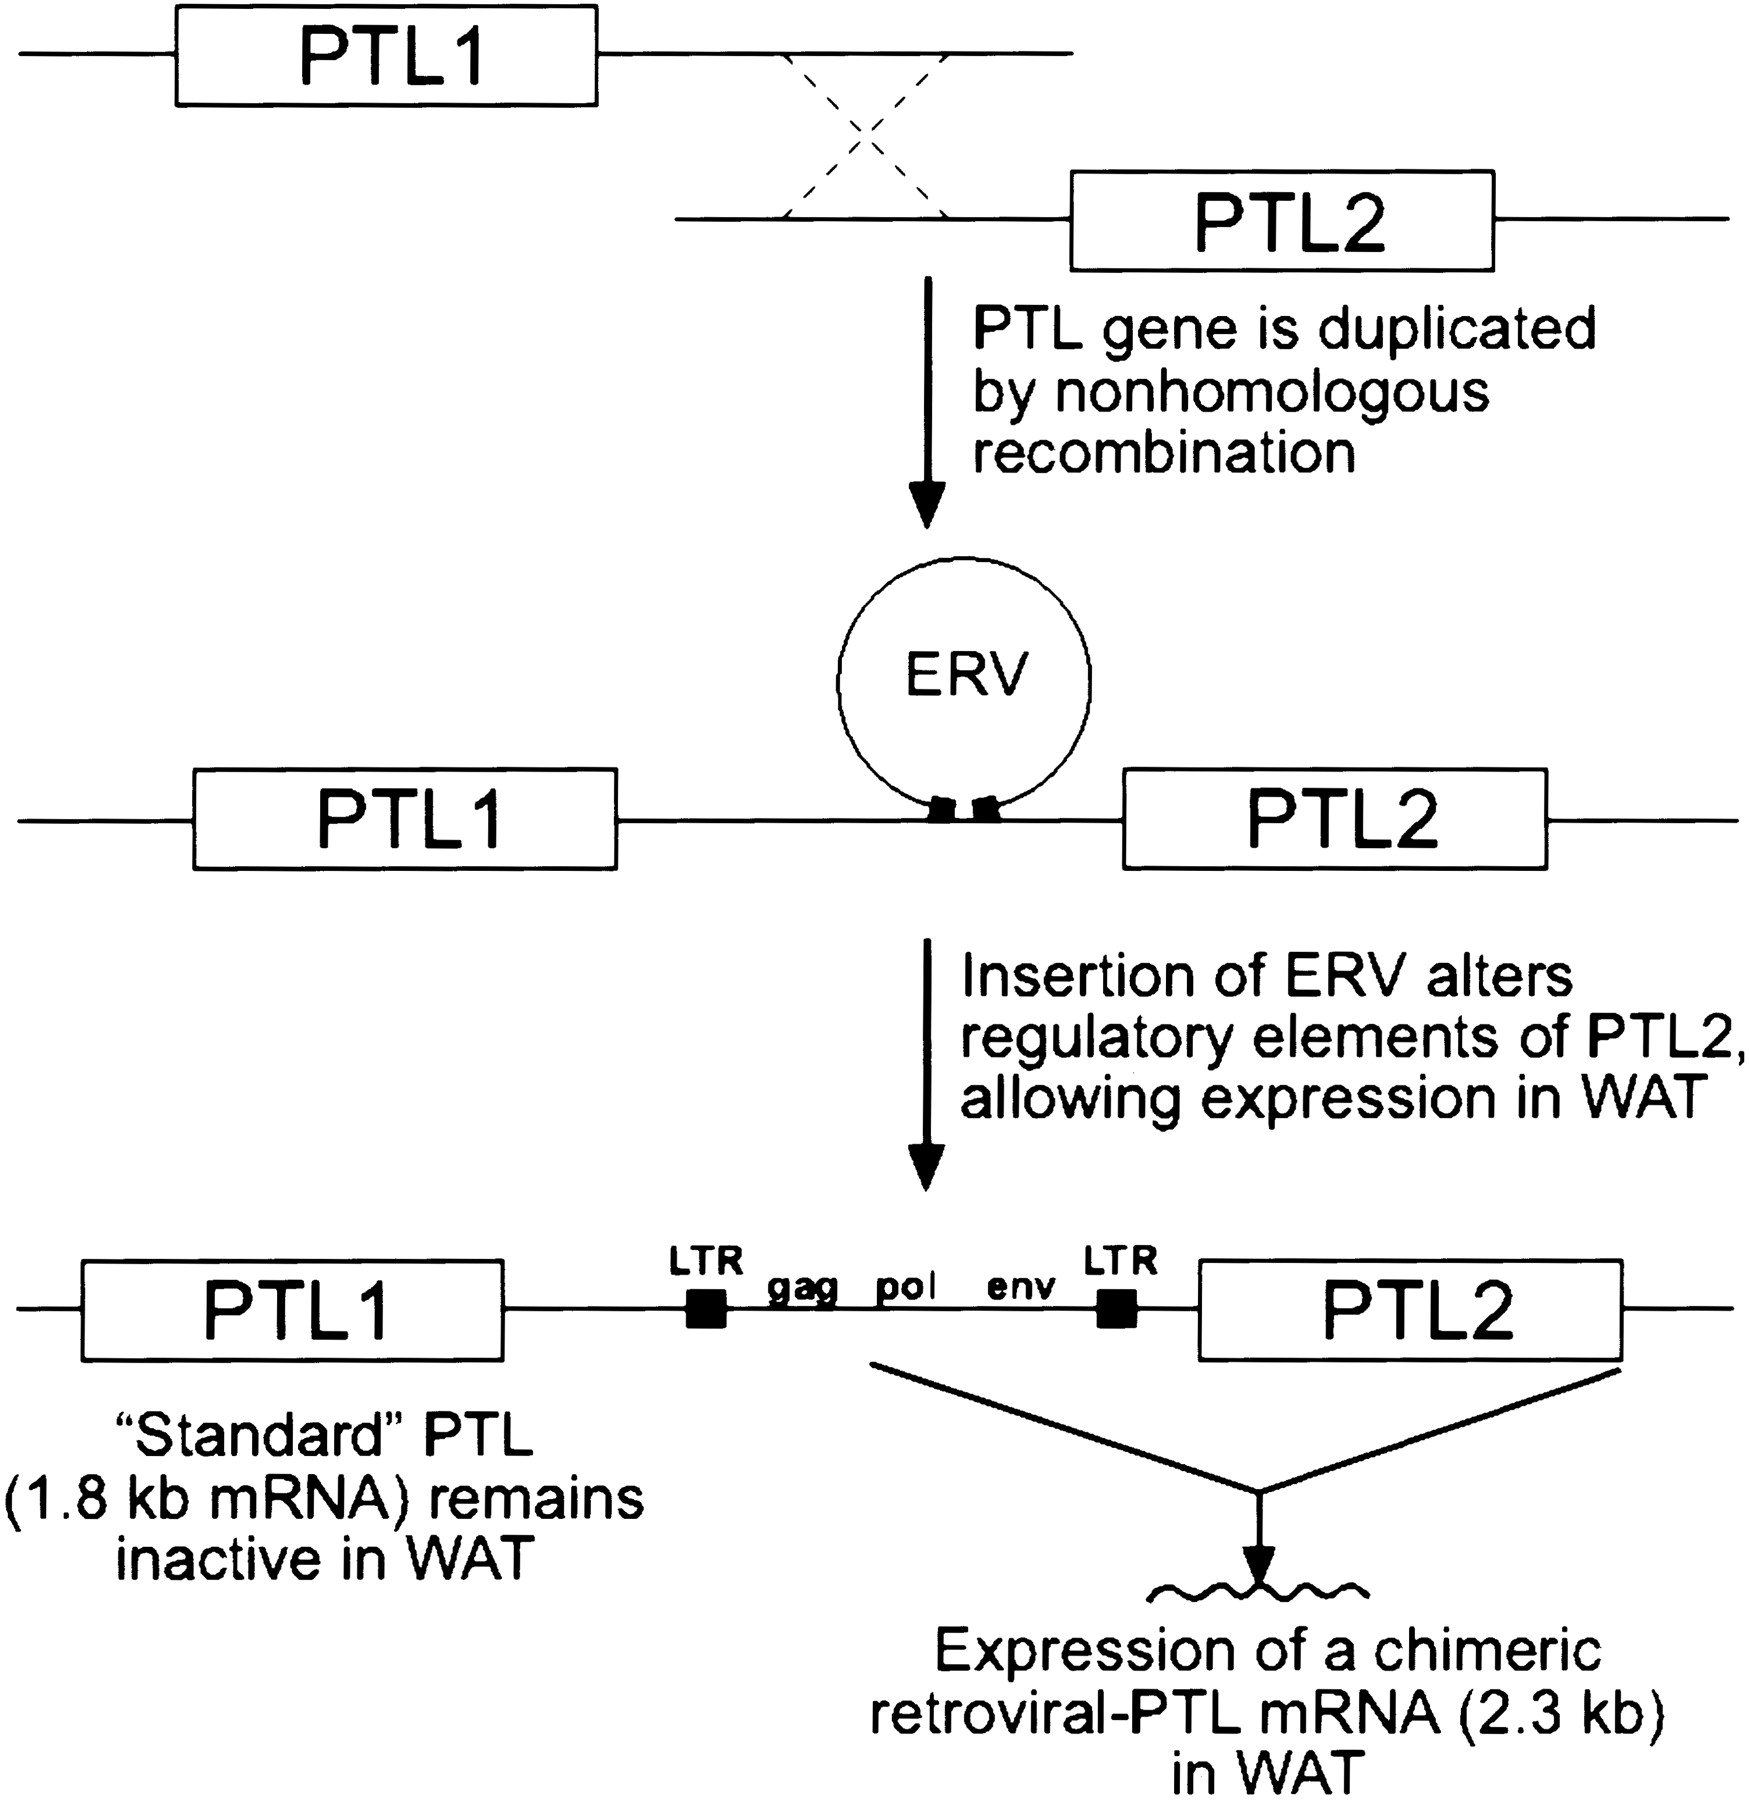 PTL1
PTL2
PTL gene is duplicated
by nonhomologous
recombination
ERV
PTL1
PTL2
Insertion of ERV alters
regulatory elements of PTL2,
allowing expression in WAT
LTR gag pol env LTR
PTL1
PTL2
“Standard” PTL
(1.8 kb mRNA) remains
inactive in WAT
Expression of a chimeric
retroviral-PTL mRNA (2.3 kb)
in WAT